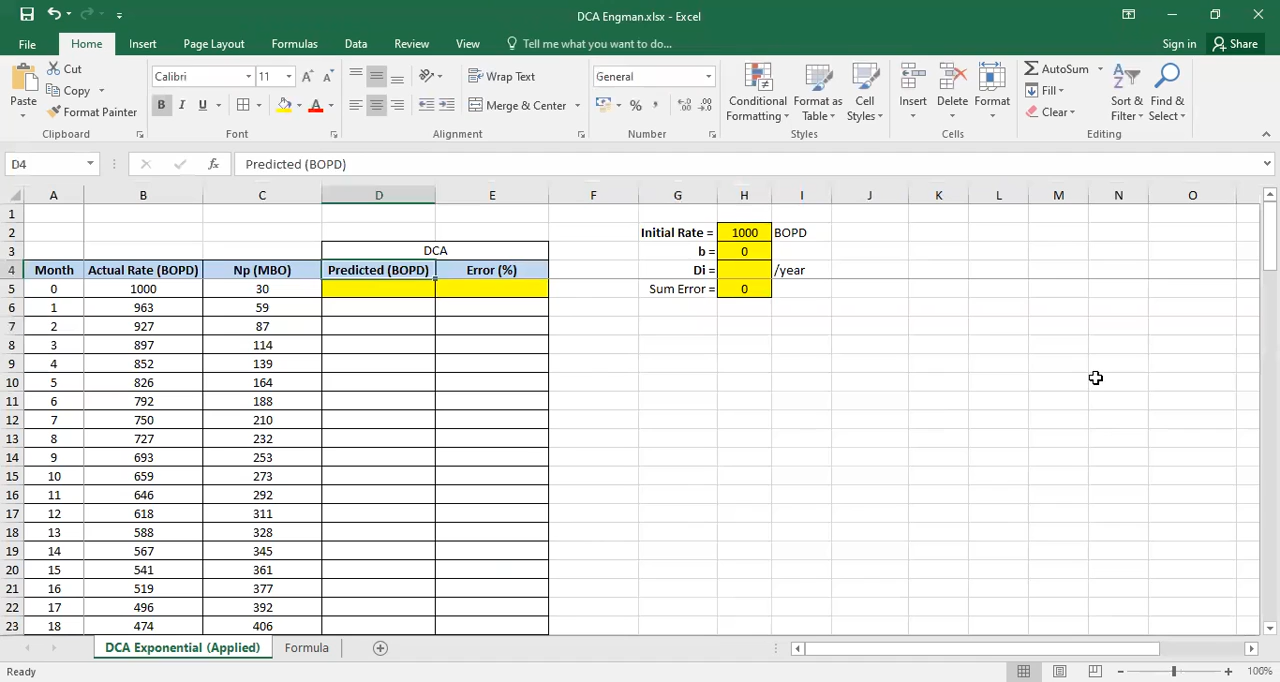 DCA Engman.xlsx - Excel
File Home Insert Page Layout Formulas Data Review View Tell me what you want to do... Sign in Share
Paste Cut Copy Format Painter Clipboard
Calibri 11 B I U Font
Wrap Text Merge & Center Alignment
General % , Number
Conditional Formatting Format as Table Cell Styles Styles
Insert Delete Format Cells
AutoSum Fill Clear Sort & Filter Find & Select Editing
D4 fx Predicted (BOPD)
A B C D E F G H I J K L M N O
1
2 Initial Rate = 1000 BOPD
3 DCA b = 0
4 Month Actual Rate (BOPD) Np (MBO) Predicted (BOPD) Error (%) Di = /year
5 0 1000 30 Sum Error = 0
6 1 963 59
7 2 927 87
8 3 897 114
9 4 852 139
10 5 826 164
11 6 792 188
12 7 750 210
13 8 727 232
14 9 693 253
15 10 659 273
16 11 646 292
17 12 618 311
18 13 588 328
19 14 567 345
20 15 541 361
21 16 519 377
22 17 496 392
23 18 474 406
DCA Exponential (Applied) Formula
Ready 100%